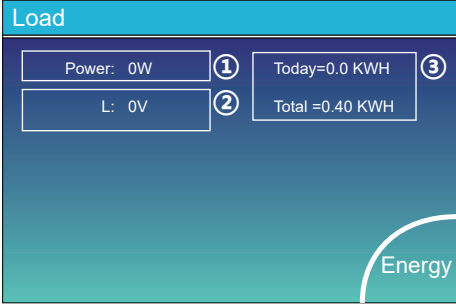 Load
Power: 0W ①
L: 0V ②
Today=0.0 KWH ③
Total =0.40 KWH
Energy